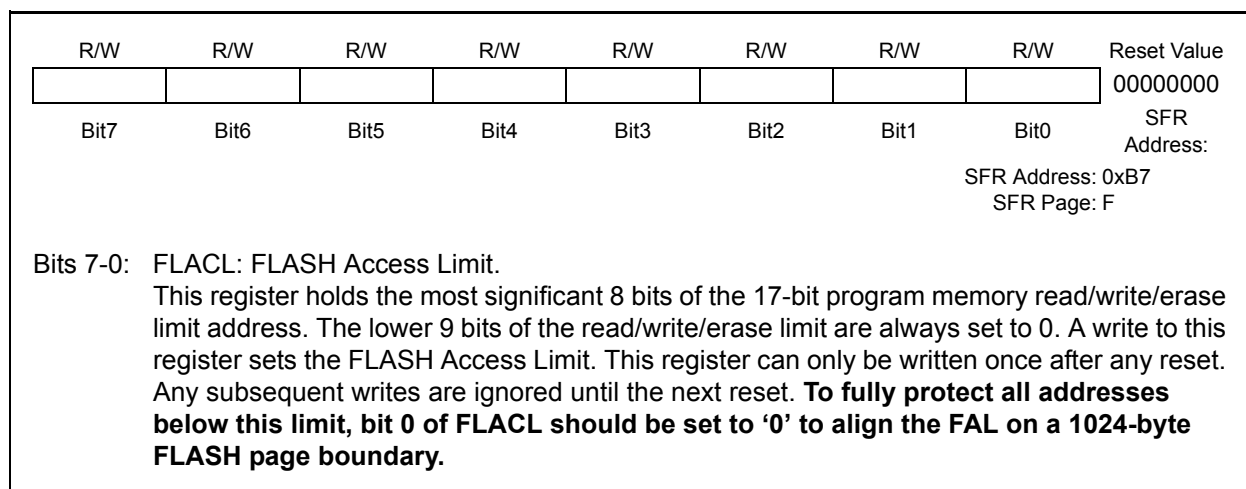 R/W R/W R/W R/W R/W R/W R/W R/W Reset Value
00000000
Bit7 Bit6 Bit5 Bit4 Bit3 Bit2 Bit1 Bit0 SFR
Address:
SFR Address: 0xB7
SFR Page: F
Bits 7-0: FLACL: FLASH Access Limit.
This register holds the most significant 8 bits of the 17-bit program memory read/write/erase
limit address. The lower 9 bits of the read/write/erase limit are always set to 0. A write to this
register sets the FLASH Access Limit. This register can only be written once after any reset.
Any subsequent writes are ignored until the next reset. To fully protect all addresses
below this limit, bit 0 of FLACL should be set to ‘0’ to align the FAL on a 1024-byte
FLASH page boundary.